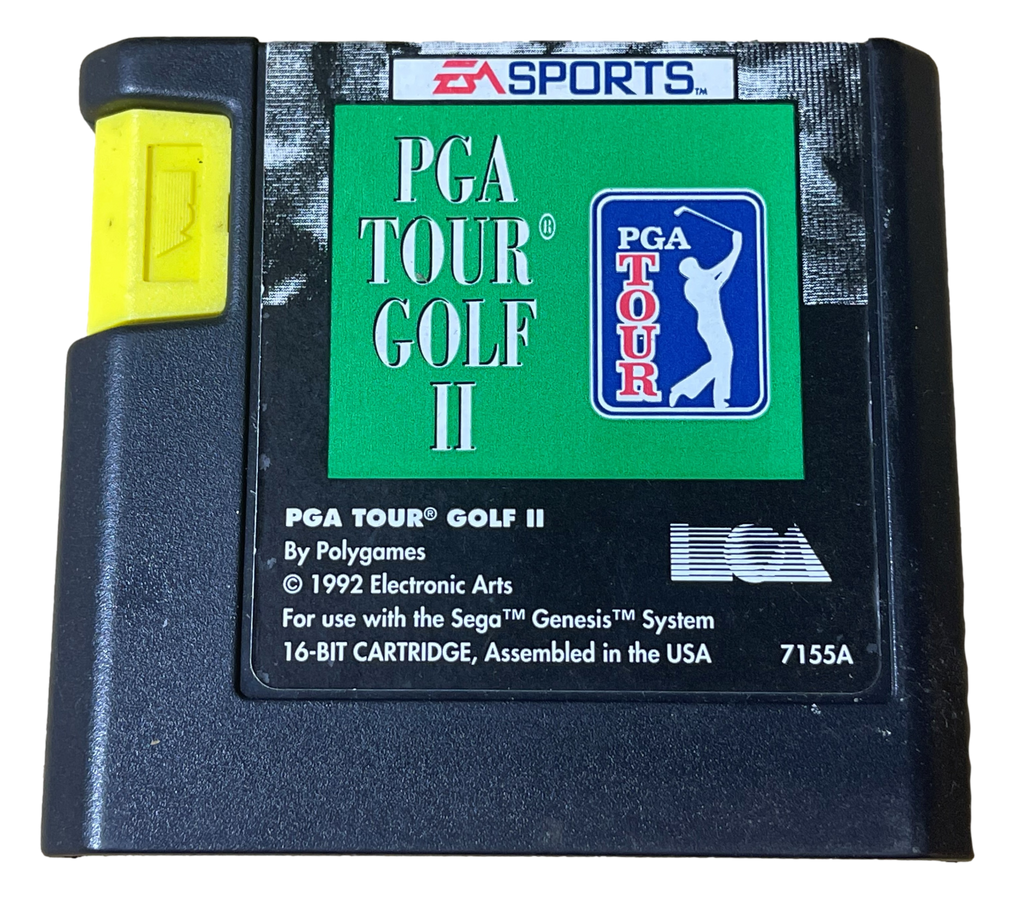 EA SPORTS™
PGA
TOUR®
GOLF
II
PGA
TOUR
PGA TOUR® GOLF II
By Polygames
© 1992 Electronic Arts
For use with the Sega™ Genesis™ System
16-BIT CARTRIDGE, Assembled in the USA 7155A
EOA